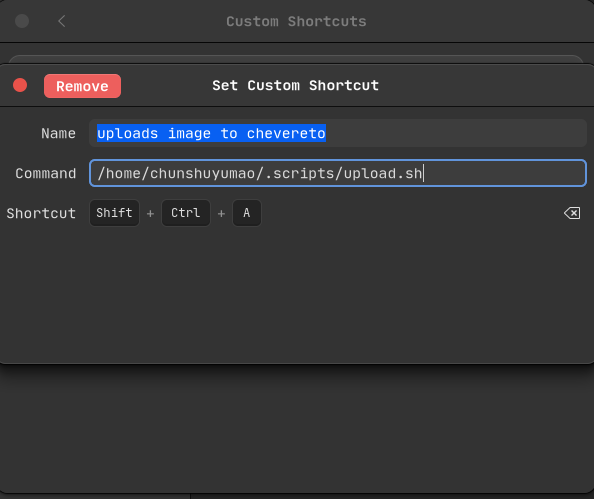 Custom Shortcuts
Remove
Set Custom Shortcut
Name uploads image to chevereto
Command /home/chunshuyumao/.scripts/upload.sh
Shortcut Shift + Ctrl + A